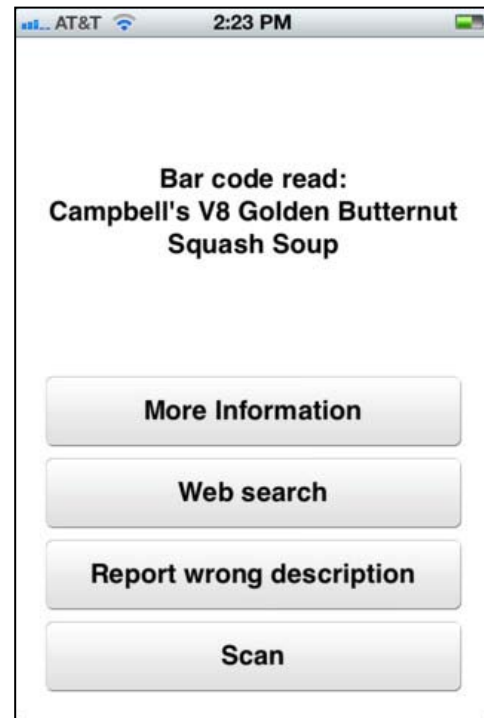 AT&T 2:23 PM
Bar code read:
Campbell's V8 Golden Butternut
Squash Soup
More Information
Web search
Report wrong description
Scan